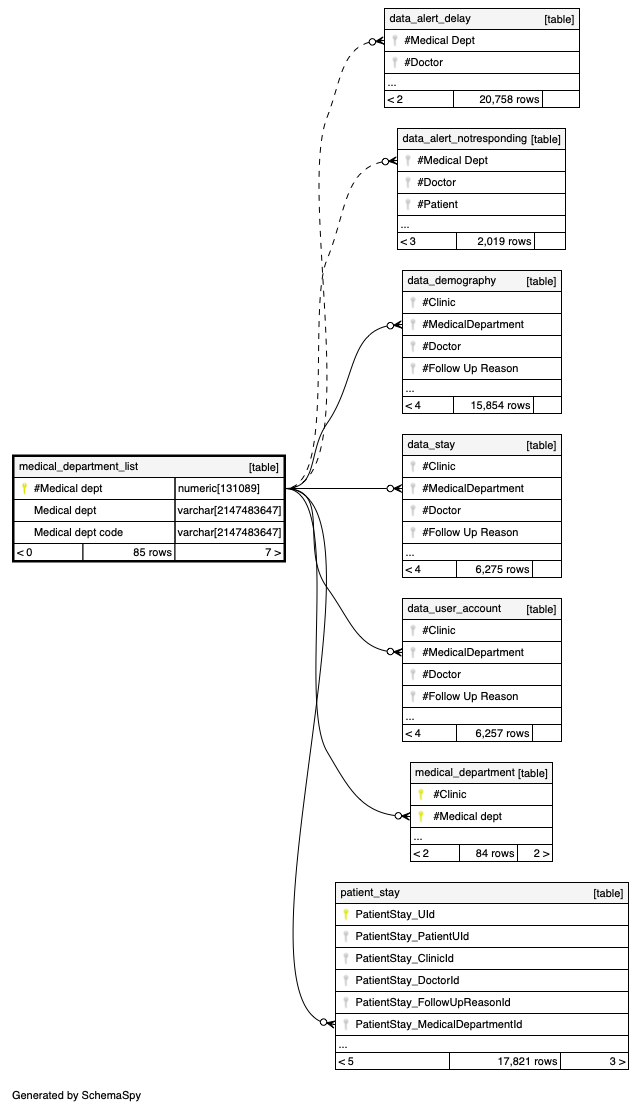 data_alert_delay [table]
#Medical Dept
#Doctor
...
< 2 20,758 rows
data_alert_notresponding [table]
#Medical Dept
#Doctor
#Patient
...
< 3 2,019 rows
data_demography [table]
#Clinic
#MedicalDepartment
#Doctor
#Follow Up Reason
...
< 4 15,854 rows
data_stay [table]
#Clinic
#MedicalDepartment
#Doctor
#Follow Up Reason
...
< 4 6,275 rows
medical_department_list [table]
#Medical dept numeric[131089]
Medical dept varchar[2147483647]
Medical dept code varchar[2147483647]
< 0 85 rows 7 >
data_user_account [table]
#Clinic
#MedicalDepartment
#Doctor
#Follow Up Reason
...
< 4 6,257 rows
medical_department [table]
#Clinic
#Medical dept
...
< 2 84 rows 2 >
patient_stay [table]
PatientStay_UId
PatientStay_PatientUId
PatientStay_ClinicId
PatientStay_DoctorId
PatientStay_FollowUpReasonId
PatientStay_MedicalDepartmentId
...
< 5 17,821 rows 3 >
Generated by SchemaSpy